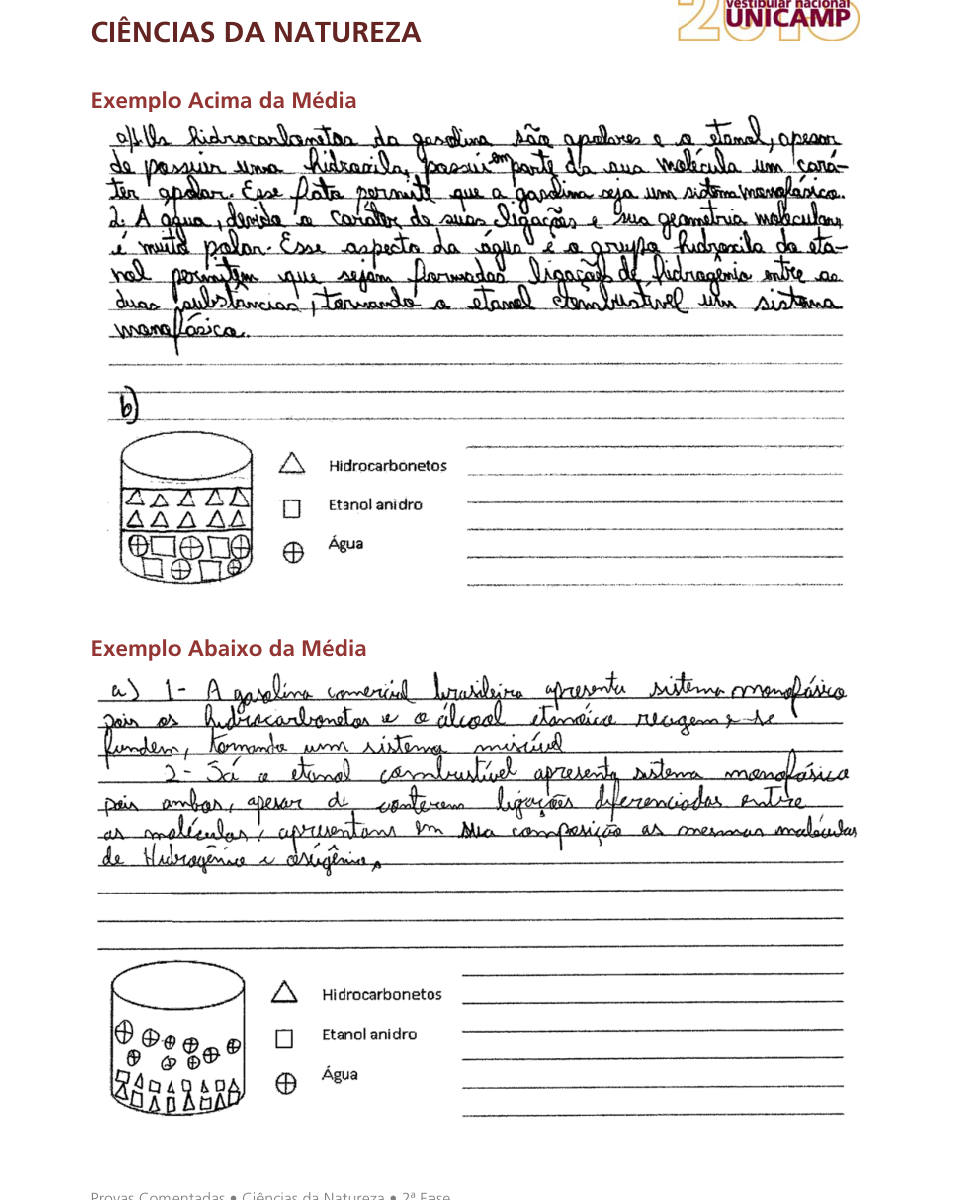 CIÊNCIAS DA NATUREZA
vestibular nacional
UNICAMP
Exemplo Acima da Média
a) 1. Os hidrocarbonetos da gasolina são apolares e o etanol, apesar
de possuir uma hidroxila, possui em parte da sua molécula um cará-
ter apolar. Esse fato permite que a gasolina seja um sistema monofásico.
2. A água, devido o caráter de suas ligações e sua geometria molecular,
é muito polar. Esse aspecto da água e o grupo hidroxila do eta-
nol permitem que sejam formadas ligações de hidrogênio entre as
duas substâncias, tornando o etanol combustível um sistema
monofásico.
b)
Hidrocarbonetos
Etanol anidro
Água
Exemplo Abaixo da Média
a) 1- A gasolina comercial brasileira apresenta sistema monofásico
pois os hidrocarbonetos e o álcool etanóico reagem e se
fundem, tornando um sistema miscível
2- Já o etanol combustível apresenta sistema monofásico
pois ambos, apesar de conterem ligações diferenciadas entre
as moléculas, apresentam em sua composição as mesmas moléculas
de Hidrogênio e oxigênio.
Hidrocarbonetos
Etanol anidro
Água
Provas Comentadas • Ciências da Natureza • 2ª Fase